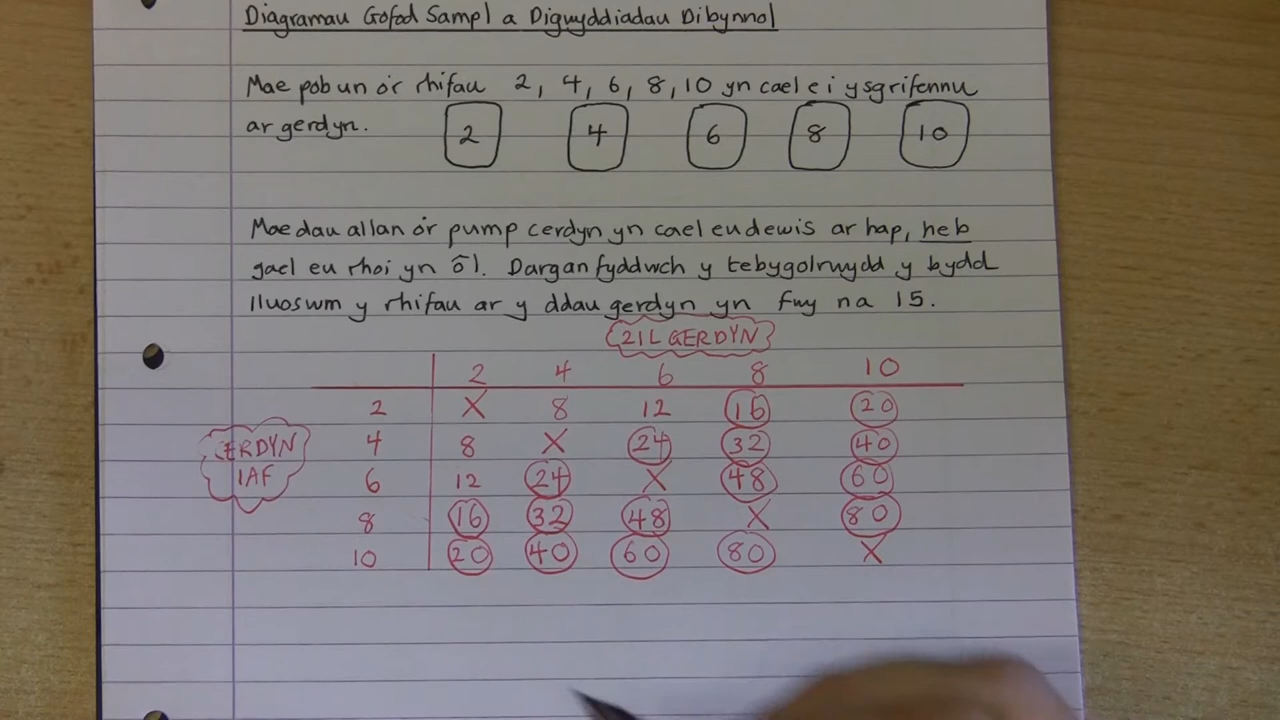 Diagramau Gofod Sampl a Digwyddiadau Dibynnol
Mae pob un o'r rhifau 2, 4, 6, 8, 10 yn cael ei ysgrifennu
ar gerdyn. 2 4 6 8 10
Mae dau allan o'r pump cerdyn yn cael eu dewis ar hap, heb
gael eu rhoi yn ôl. Darganfyddwch y tebygolrwydd y bydd
lluoswm y rhifau ar y ddau gerdyn yn fwy na 15.
2IL GERDYN
2 4 6 8 10
2 X 8 12 16 20
4 8 X 24 32 40
CERDYN
1AF
6 12 24 X 48 60
8 16 32 48 X 80
10 20 40 60 80 X